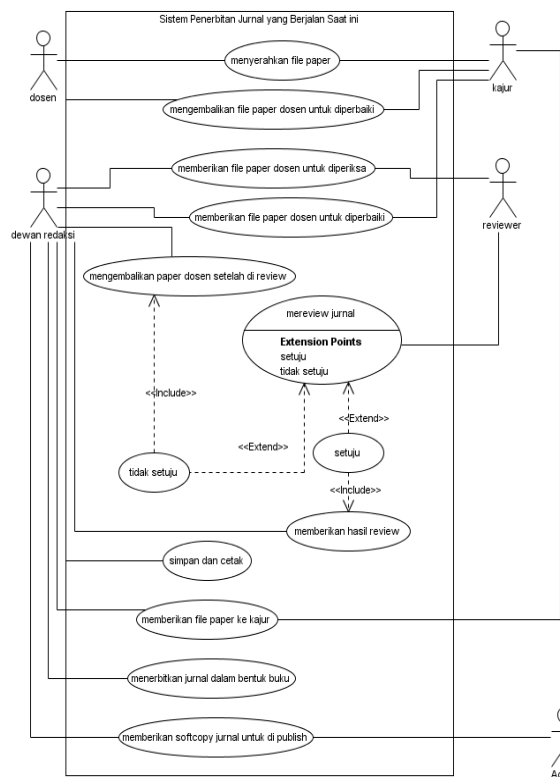 Sistem Penerbitan Jurnal yang Berjalan Saat ini
menyerahkan file paper
dosen
kajur
mengembalikan file paper dosen untuk diperbaiki
memberikan file paper dosen untuk diperiksa
memberikan file paper dosen untuk diperbaiki
dewan redaksi
reviewer
mengembalikan paper dosen setelah di review
mereview jurnal
Extension Points
setuju
tidak setuju
<<Include>>
<<Extend>>
<<Extend>>
setuju
tidak setuju
<<Include>>
memberikan hasil review
simpan dan cetak
memberikan file paper ke kajur
menerbitkan jurnal dalam bentuk buku
memberikan softcopy jurnal untuk di publish